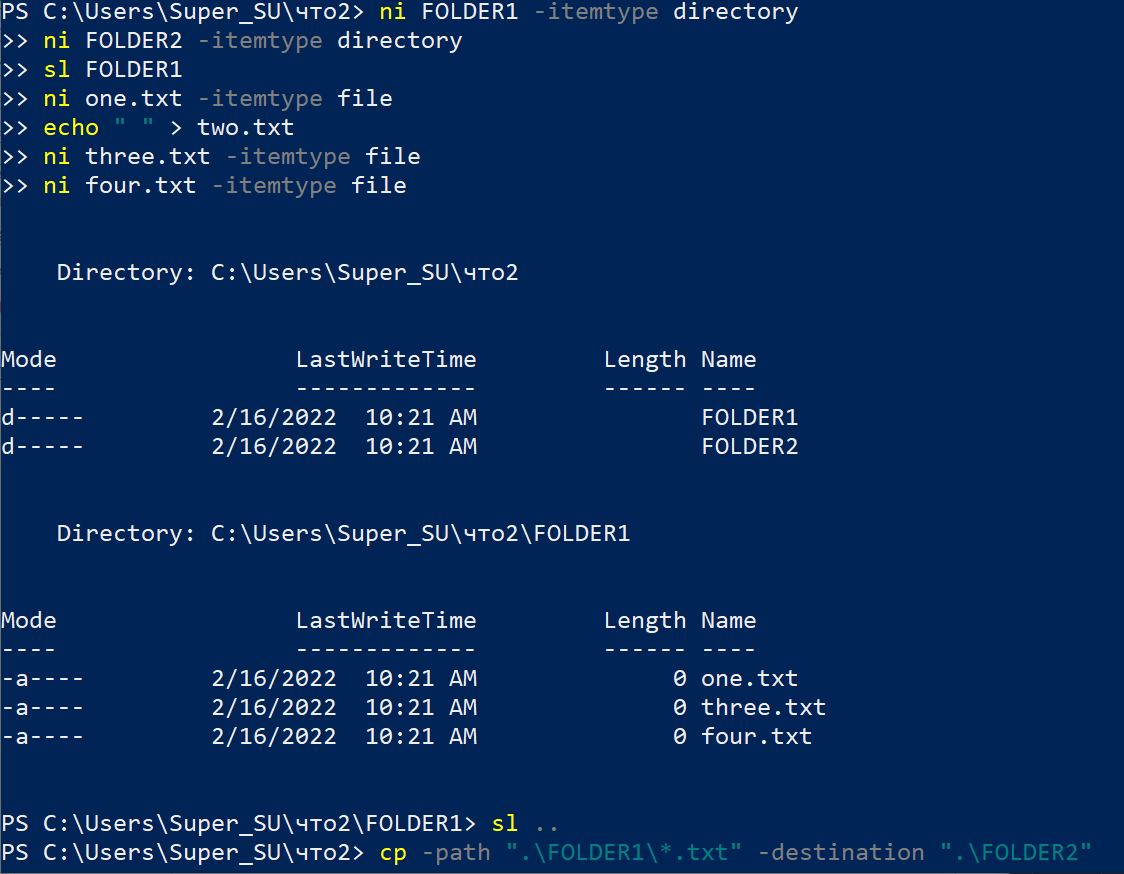 PS C:\Users\Super_SU\что2> ni FOLDER1 -itemtype directory
>> ni FOLDER2 -itemtype directory
>> sl FOLDER1
>> ni one.txt -itemtype file
>> echo " " > two.txt
>> ni three.txt -itemtype file
>> ni four.txt -itemtype file
Directory: C:\Users\Super_SU\что2
Mode LastWriteTime Length Name
---- ------------- ------ ----
d----- 2/16/2022 10:21 AM FOLDER1
d----- 2/16/2022 10:21 AM FOLDER2
Directory: C:\Users\Super_SU\что2\FOLDER1
Mode LastWriteTime Length Name
---- ------------- ------ ----
-a---- 2/16/2022 10:21 AM 0 one.txt
-a---- 2/16/2022 10:21 AM 0 three.txt
-a---- 2/16/2022 10:21 AM 0 four.txt
PS C:\Users\Super_SU\что2\FOLDER1> sl ..
PS C:\Users\Super_SU\что2> cp -path ".\FOLDER1\*.txt" -destination ".\FOLDER2"